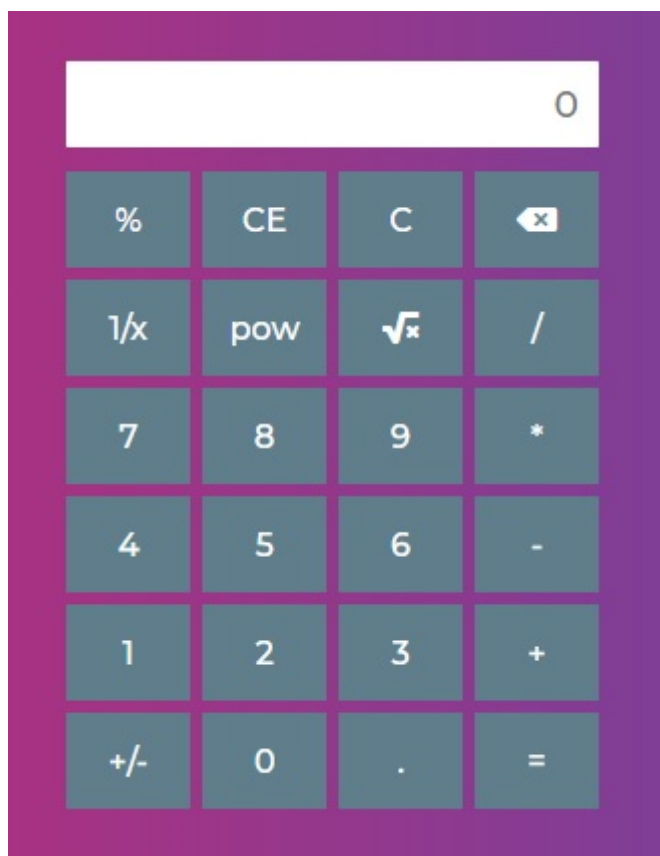 0
% CE C
1/x pow √x /
7 8 9 *
4 5 6 -
1 2 3 +
+/- 0 . =